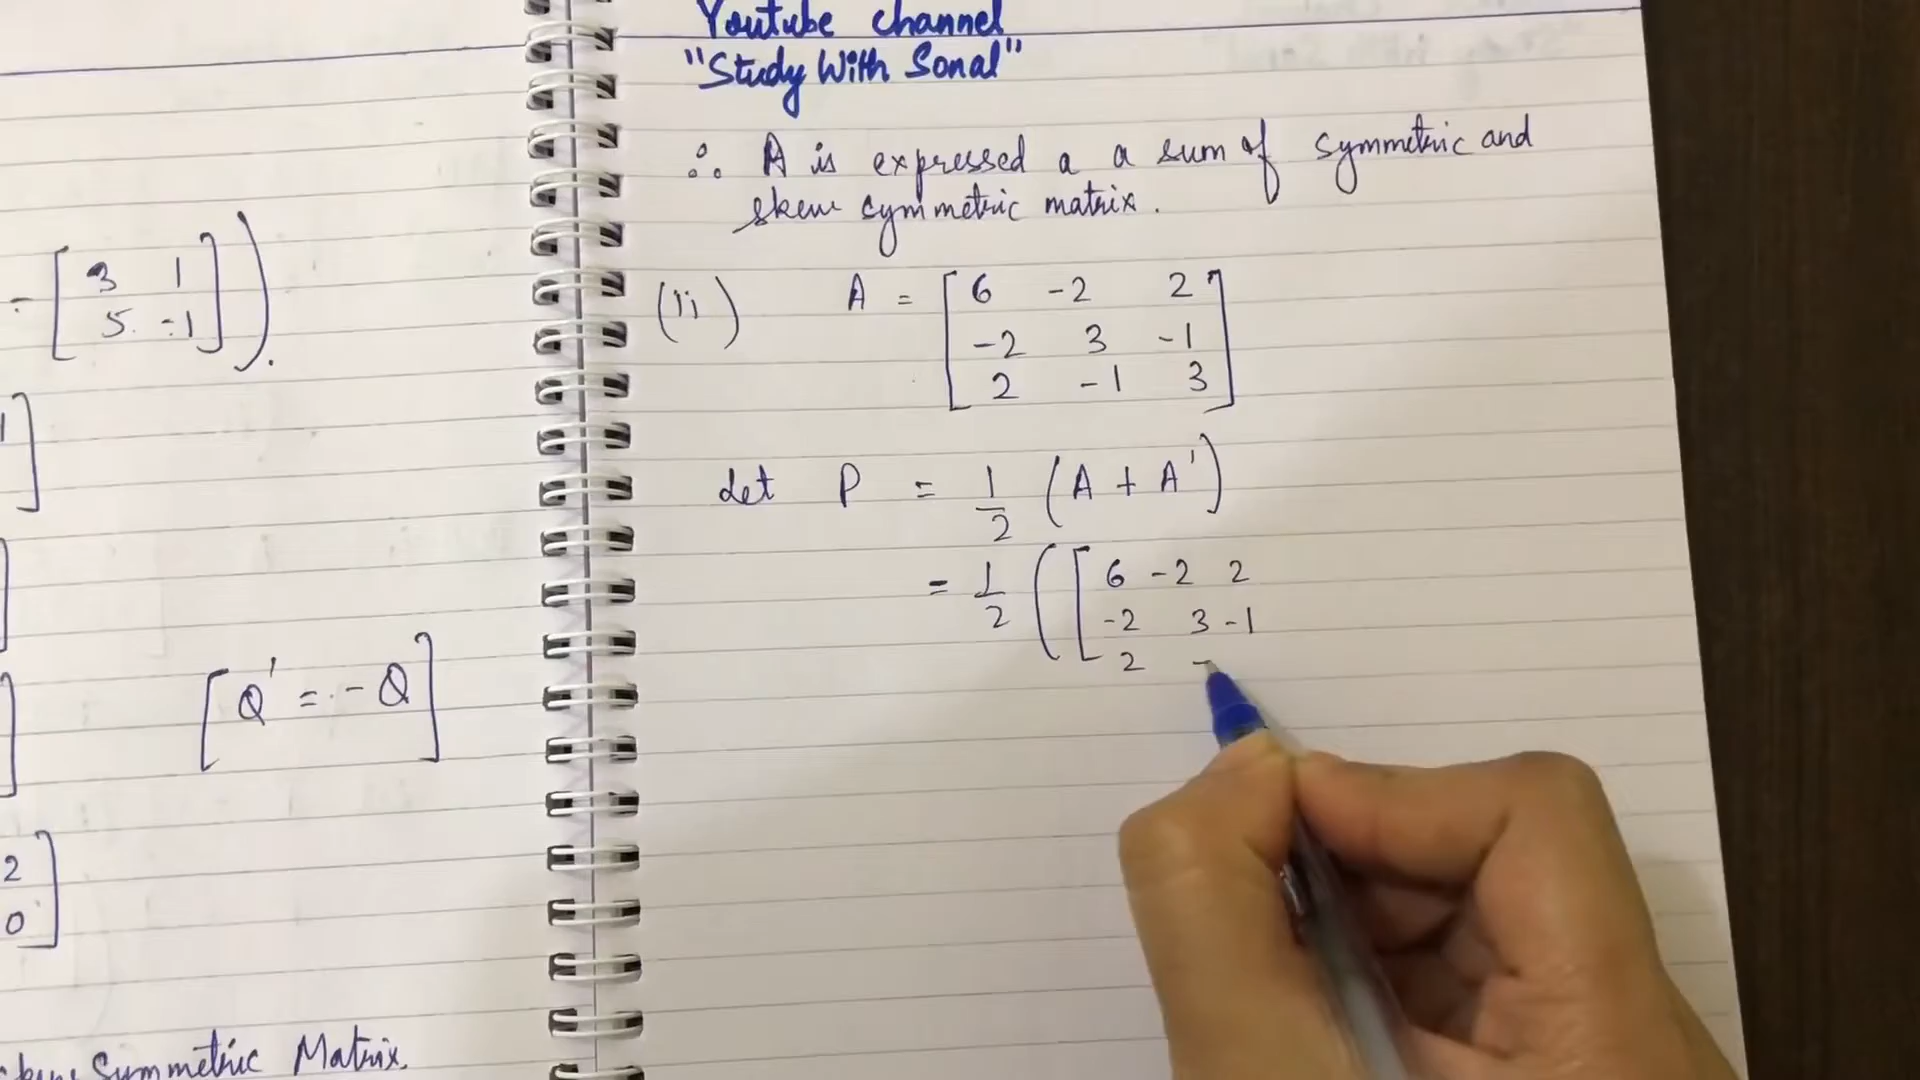 - [3 1
5 -1]).
1]
[Q' = - Q]
2
0]
Skew Symmetric Matrix.
Youtube channel
"Study With Sonal"
∴ A is expressed a a sum of symmetric and
skew symmetric matrix.
(ii) A = [6 -2 2
-2 3 -1
2 -1 3]
Let P = 1/2 (A + A')
= 1/2 ([6 -2 2
-2 3 -1
2 -